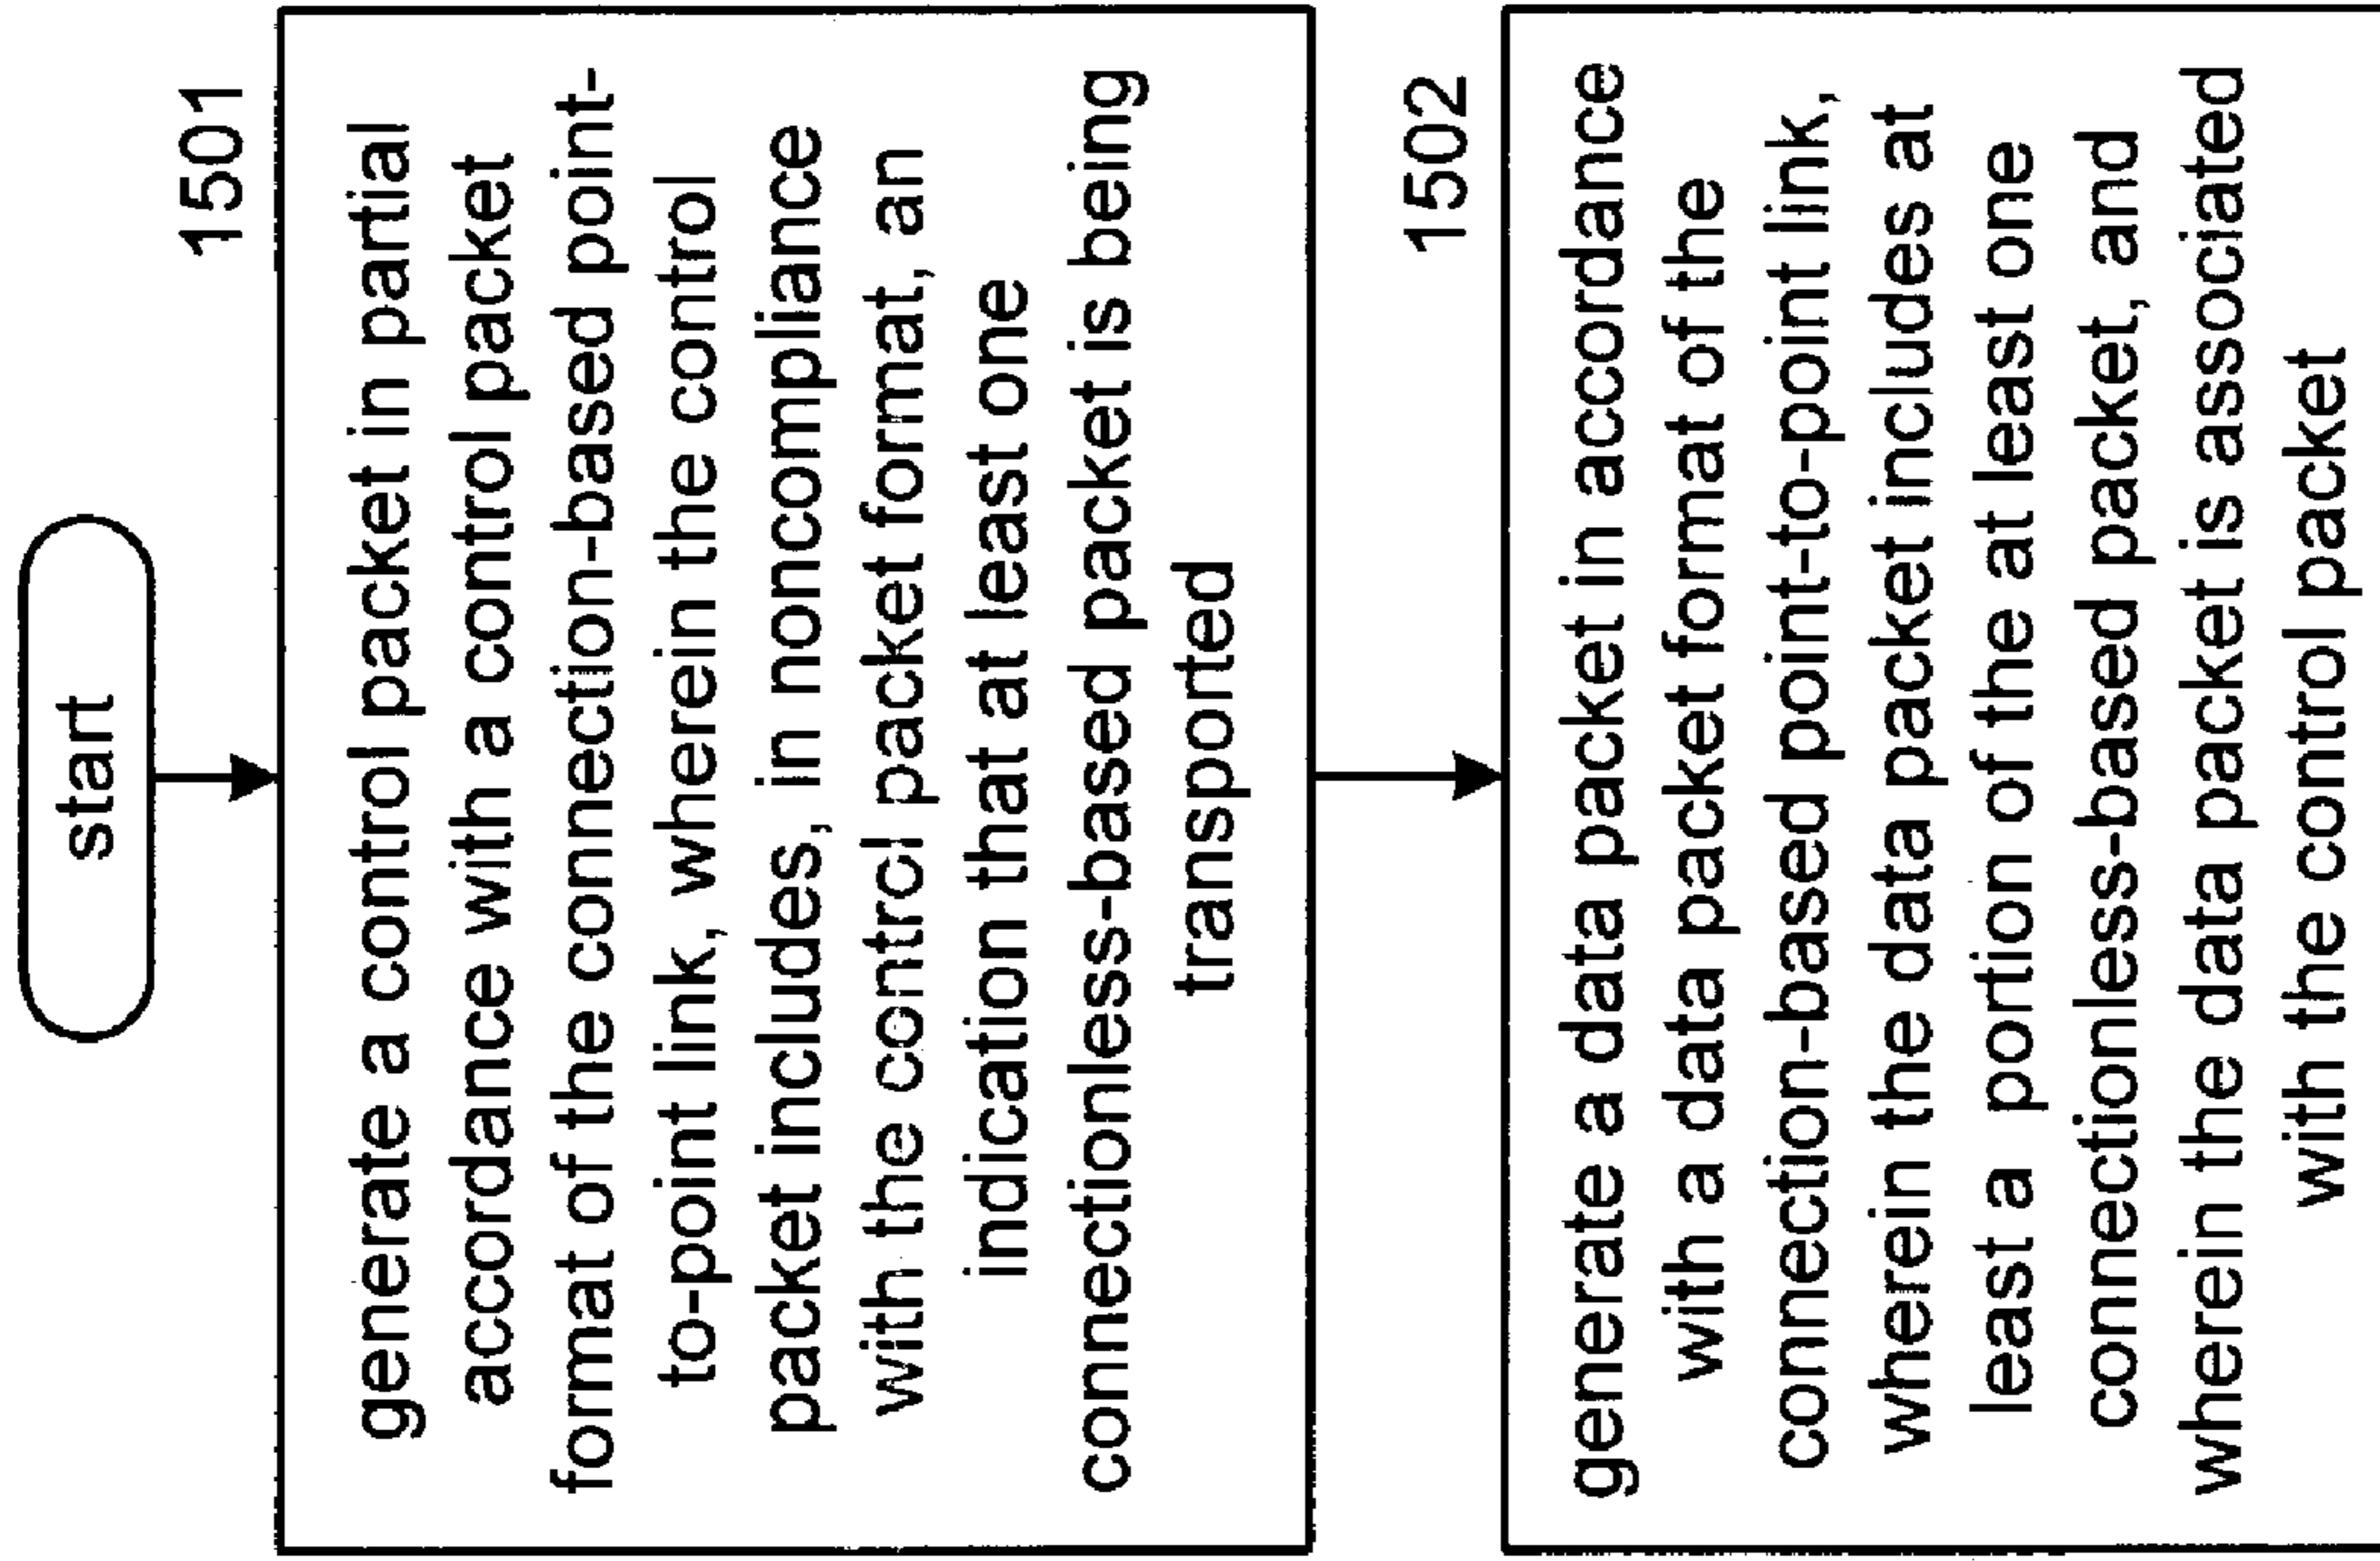 start
1501
generate a control packet in partial
accordance with a control packet
format of the connection-based point-
to-point link, wherein the control
packet includes, in noncompliance
with the control packet format, an
indication that at least one
connectionless-based packet is being
transported
1502
generate a data packet in accordance
with a data packet format of the
connection-based point-to-point link,
wherein the data packet includes at
least a portion of the at least one
connectionless-based packet, and
wherein the data packet is associated
with the control packet